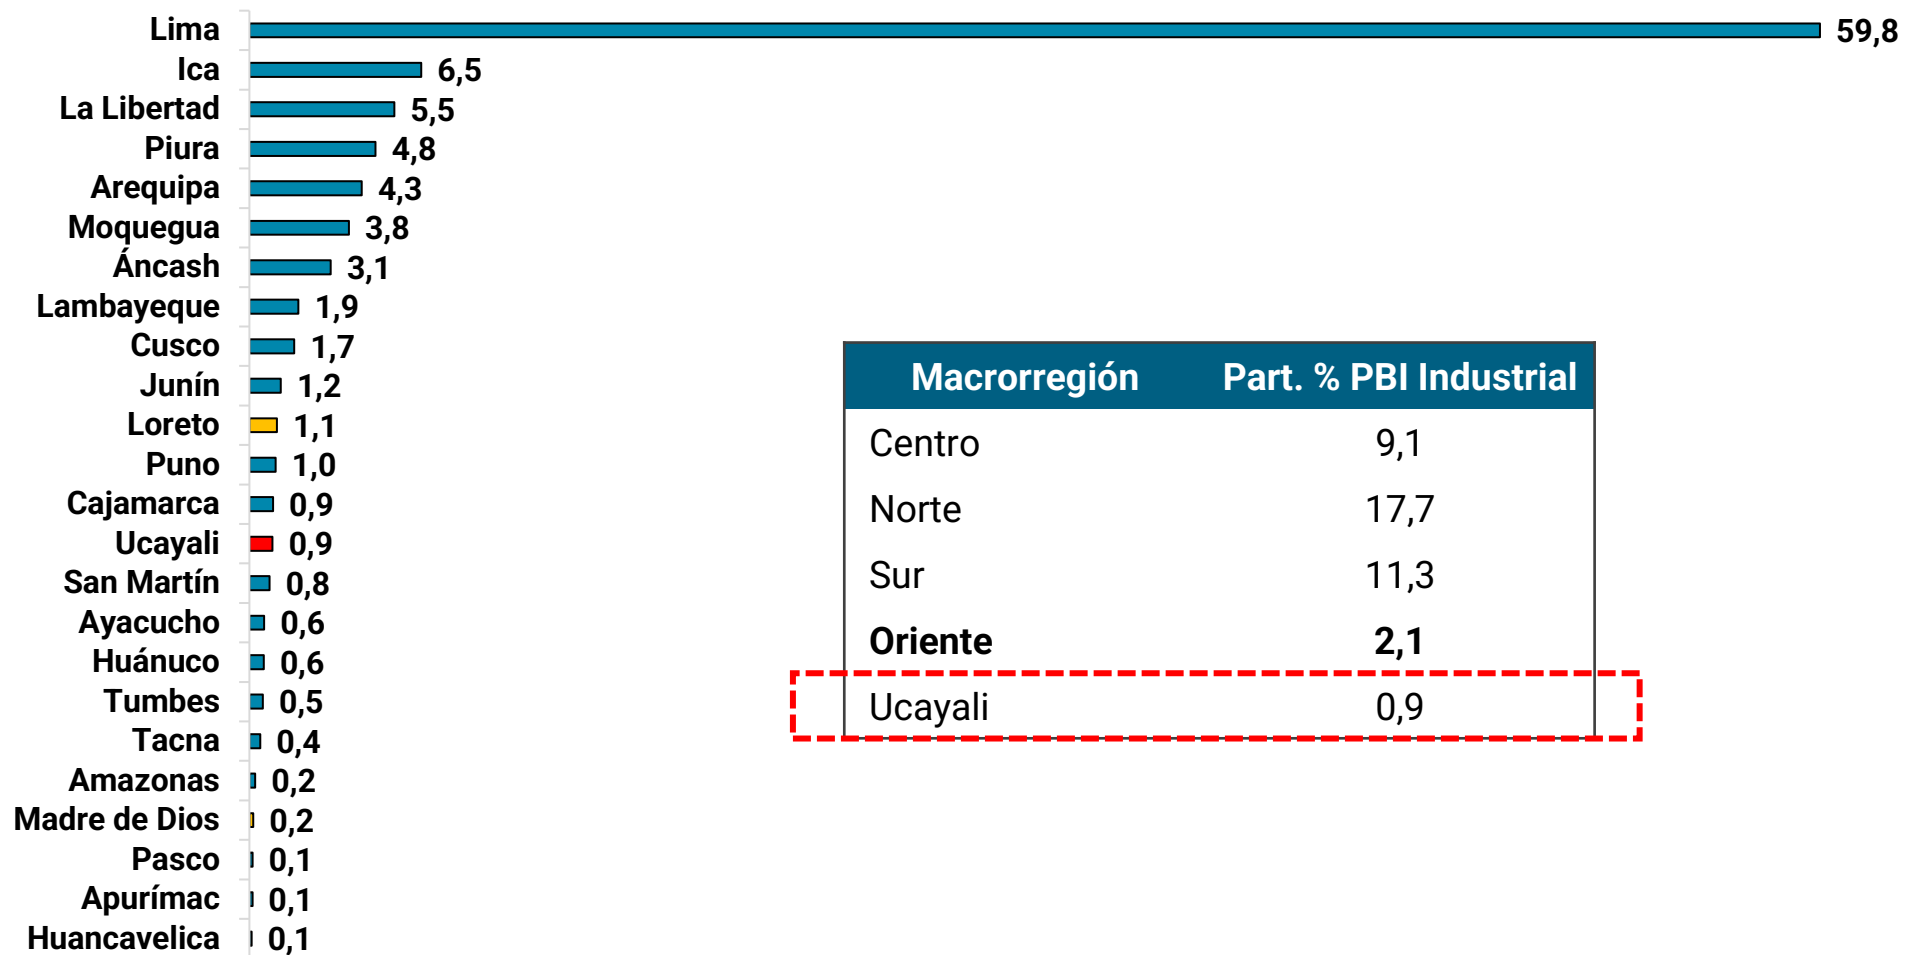 Lima 59,8
Ica 6,5
La Libertad 5,5
Piura 4,8
Arequipa 4,3
Moquegua 3,8
Áncash 3,1
Lambayeque 1,9
Cusco 1,7
Junín 1,2
Loreto 1,1
Puno 1,0
Cajamarca 0,9
Ucayali 0,9
San Martín 0,8
Ayacucho 0,6
Huánuco 0,6
Tumbes 0,5
Tacna 0,4
Amazonas 0,2
Madre de Dios 0,2
Pasco 0,1
Apurímac 0,1
Huancavelica 0,1
Macrorregión Part. % PBI Industrial
Centro 9,1
Norte 17,7
Sur 11,3
Oriente 2,1
Ucayali 0,9